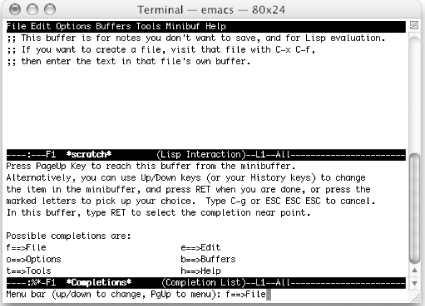 Terminal — emacs — 80x24
File Edit Options Buffers Tools Minibuf Help
;; This buffer is for notes you don't want to save, and for Lisp evaluation.
;; If you want to create a file, visit that file with C-x C-f,
;; then enter the text in that file's own buffer.
----:---F1  *scratch*        (Lisp Interaction)--L1--All------------------------
Press PageUp Key to reach this buffer from the minibuffer.
Alternatively, you can use Up/Down keys (or your History keys) to change
the item in the minibuffer, and press RET when you are done, or press the
marked letters to pick up your choice.  Type C-g or ESC ESC ESC to cancel.
In this buffer, type RET to select the completion near point.
Possible completions are:
f==>File                           e==>Edit
o==>Options                        b==>Buffers
t==>Tools                          h==>Help
----:%*-F1  *Completions*     (Completion List)--L1--All------------------------
Menu bar (up/down to change, PgUp to menu): f==>File